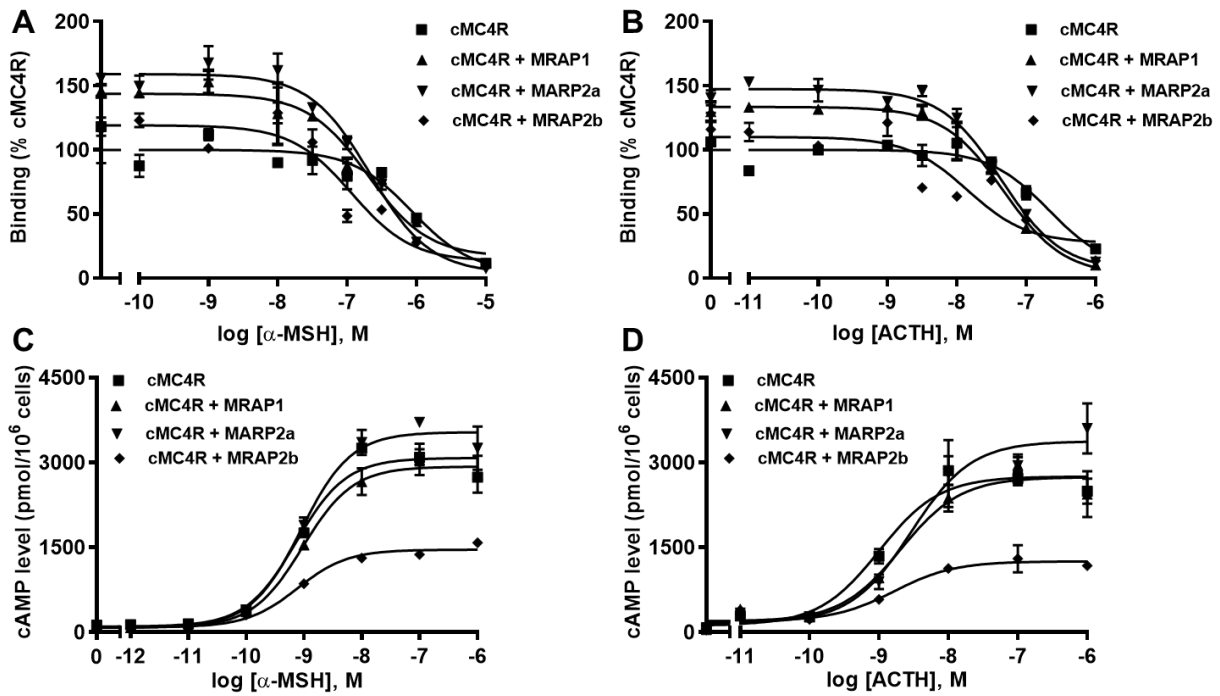 A
Binding (% cMC4R)
200
150
100
50
0
cMC4R
cMC4R + MRAP1
cMC4R + MARP2a
cMC4R + MRAP2b
-10 -9 -8 -7 -6 -5
log [α-MSH], M
B
Binding (% cMC4R)
200
150
100
50
0
cMC4R
cMC4R + MRAP1
cMC4R + MARP2a
cMC4R + MRAP2b
0 -11 -10 -9 -8 -7 -6
log [ACTH], M
C
cAMP level (pmol/10⁶ cells)
4500
3000
1500
0
cMC4R
cMC4R + MRAP1
cMC4R + MARP2a
cMC4R + MRAP2b
0 -12 -11 -10 -9 -8 -7 -6
log [α-MSH], M
D
cAMP level (pmol/10⁶ cells)
4500
3000
1500
0
cMC4R
cMC4R + MRAP1
cMC4R + MARP2a
cMC4R + MRAP2b
-11 -10 -9 -8 -7 -6
log [ACTH], M